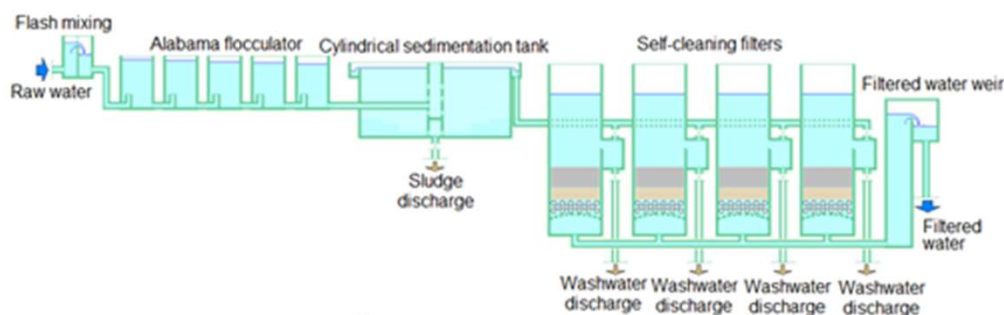 Flash mixing
Raw water
Alabama flocculator
Cylindrical sedimentation tank
Sludge
discharge
Self-cleaning filters
Filtered water weir
Filtered
water
Washwater
discharge
Washwater
discharge
Washwater
discharge
Washwater
discharge